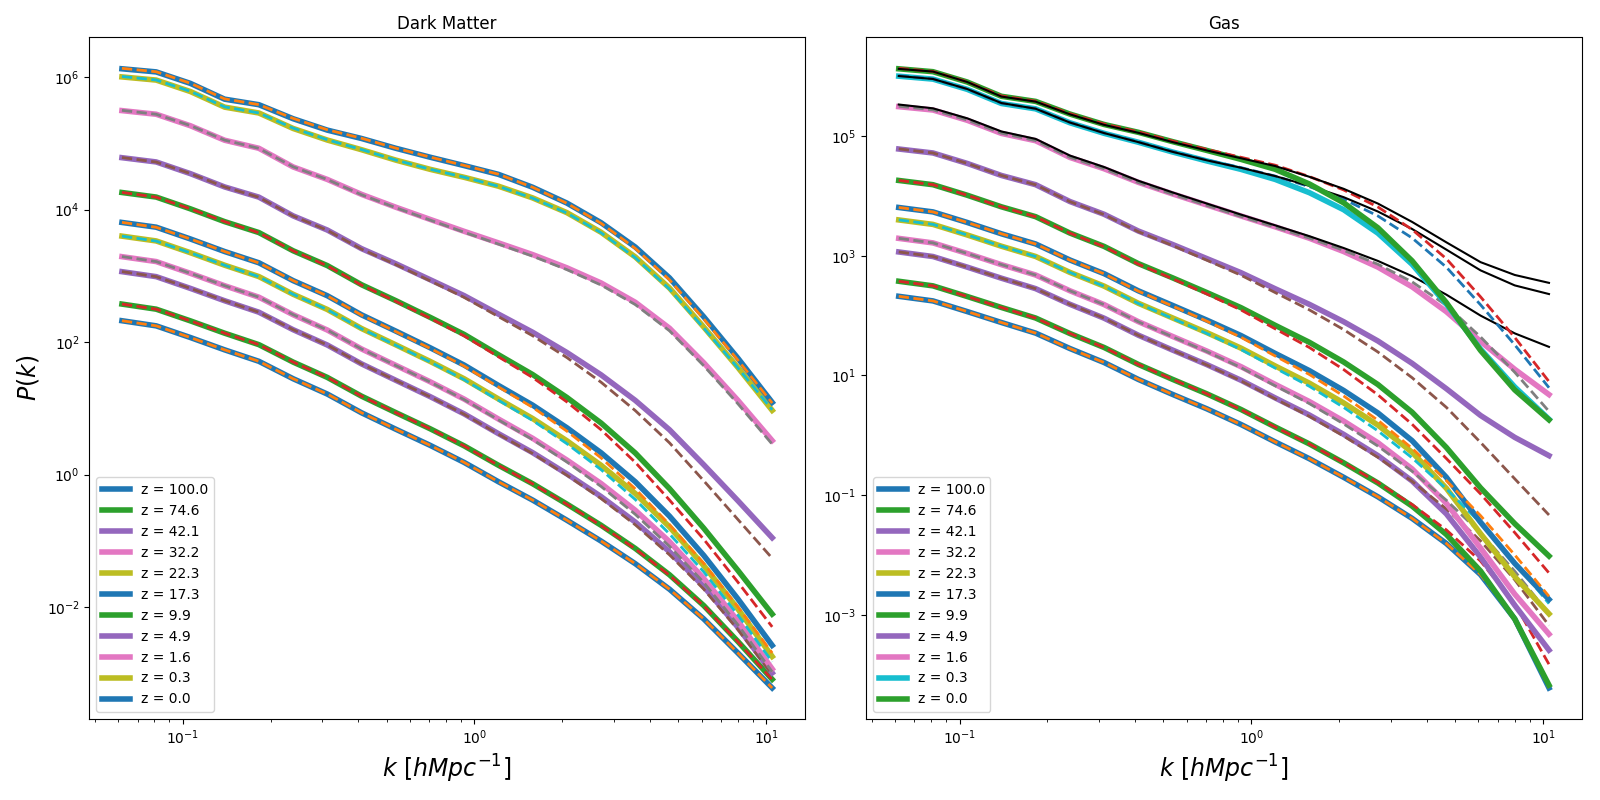 Dark Matter
P(k)
10^6
10^4
10^2
10^0
10^−2
z = 100.0
z = 74.6
z = 42.1
z = 32.2
z = 22.3
z = 17.3
z = 9.9
z = 4.9
z = 1.6
z = 0.3
z = 0.0
10^−1
10^0
10^1
k [hMpc^−1]
Gas
10^5
10^3
10^1
10^−1
10^−3
z = 100.0
z = 74.6
z = 42.1
z = 32.2
z = 22.3
z = 17.3
z = 9.9
z = 4.9
z = 1.6
z = 0.3
z = 0.0
10^−1
10^0
10^1
k [hMpc^−1]